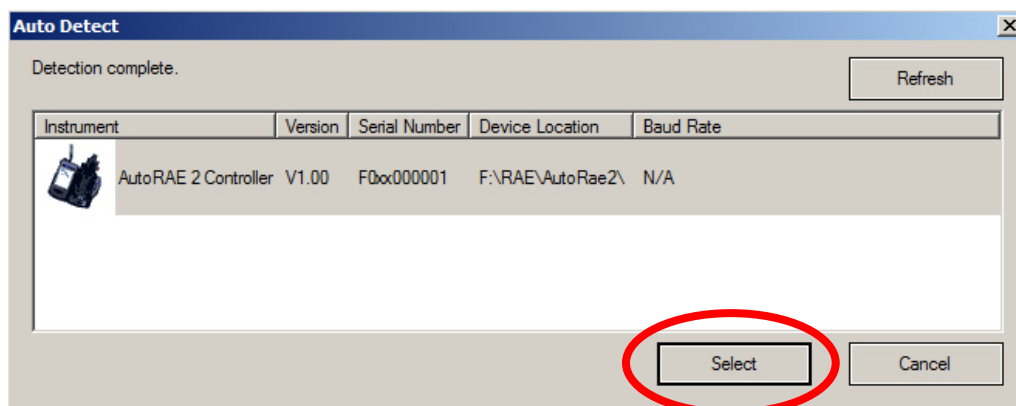 Auto Detect
Detection complete.
Refresh
Instrument Version Serial Number Device Location Baud Rate
AutoRAE 2 Controller V1.00 F0xx000001 F:\RAE\AutoRae2\ N/A
Select Cancel